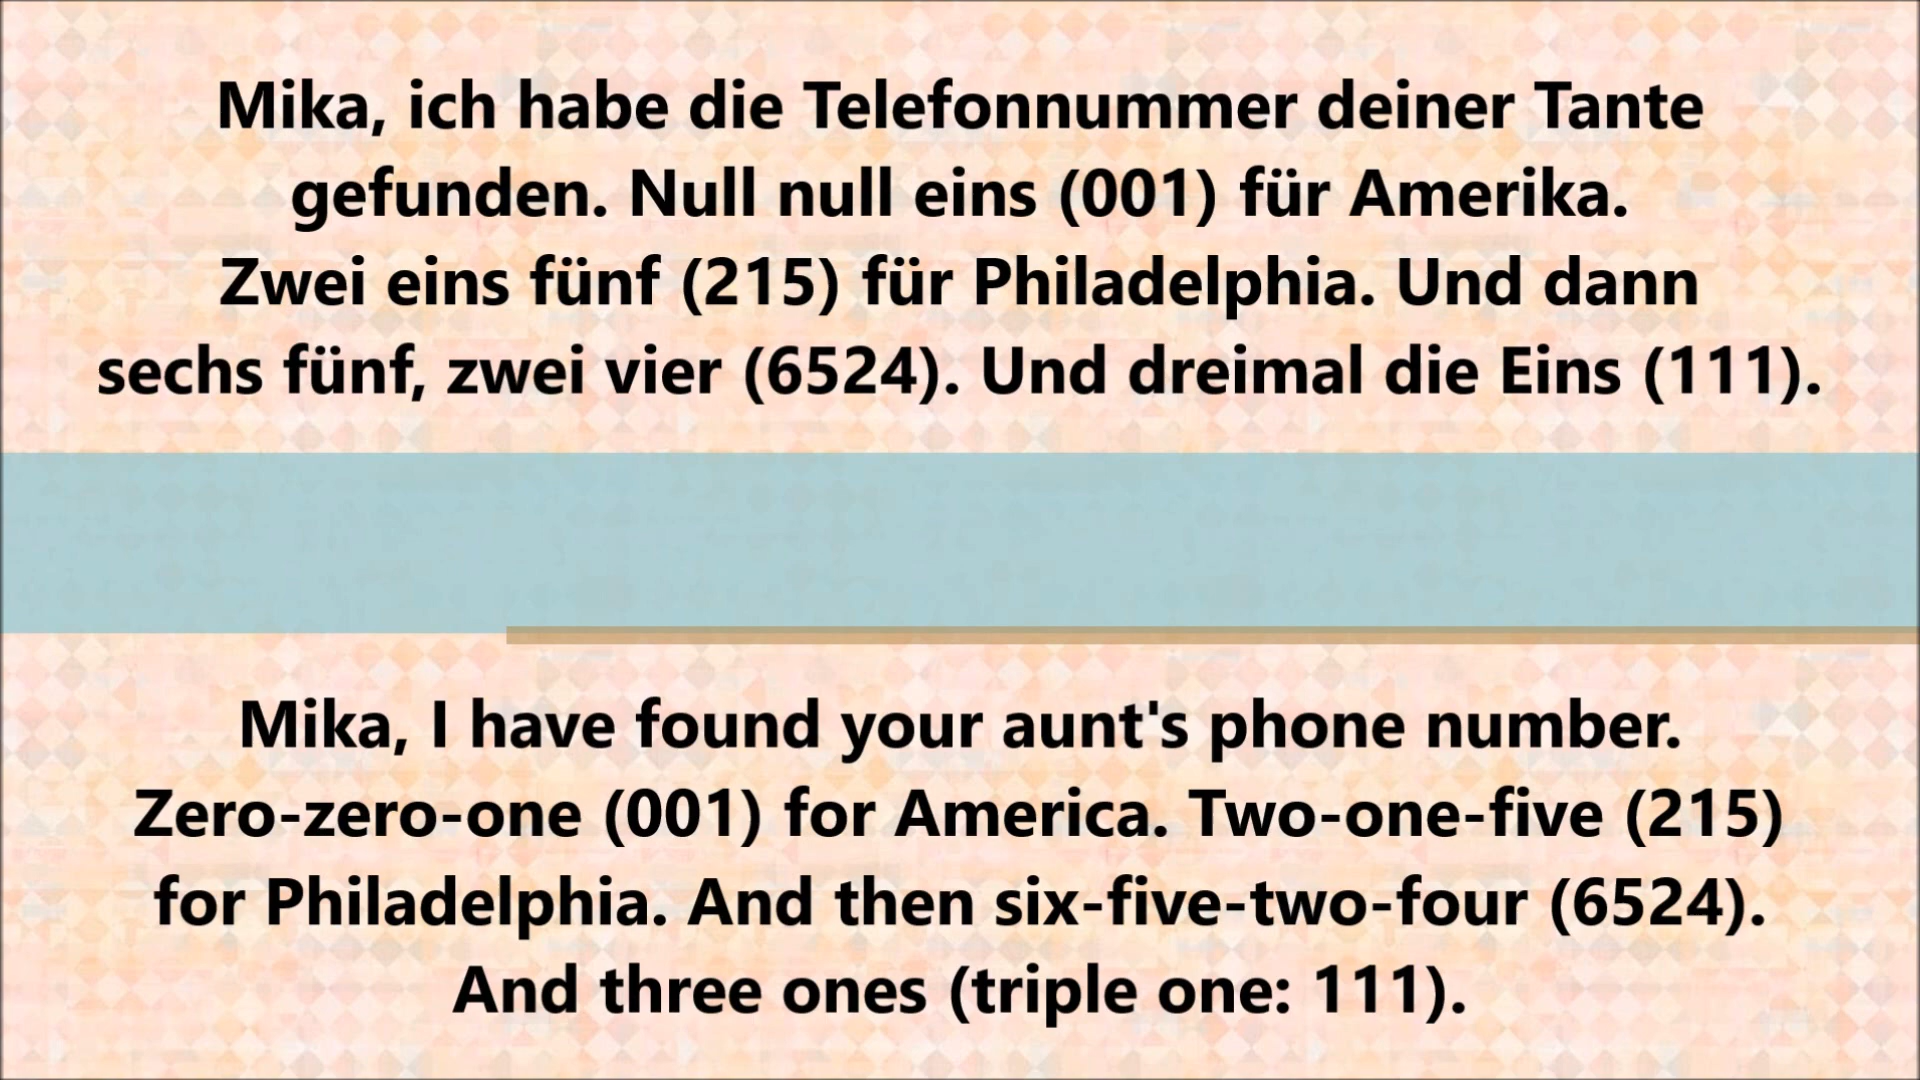 Mika, ich habe die Telefonnummer deiner Tante
gefunden. Null null eins (001) für Amerika.
Zwei eins fünf (215) für Philadelphia. Und dann
sechs fünf, zwei vier (6524). Und dreimal die Eins (111).
Mika, I have found your aunt's phone number.
Zero-zero-one (001) for America. Two-one-five (215)
for Philadelphia. And then six-five-two-four (6524).
And three ones (triple one: 111).